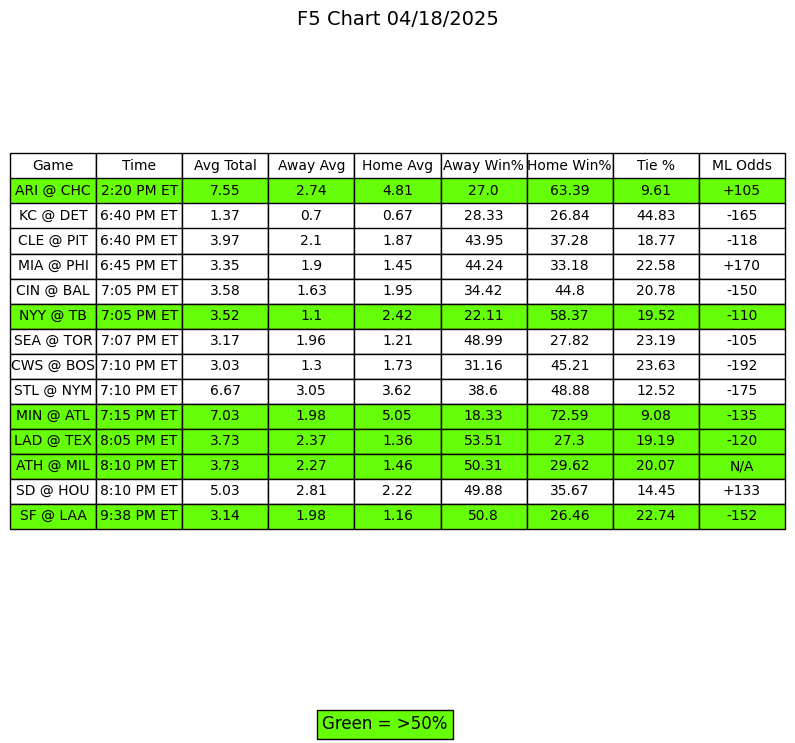 F5 Chart 04/18/2025
Game Time Avg Total Away Avg Home Avg Away Win% Home Win% Tie % ML Odds
ARI @ CHC 2:20 PM ET 7.55 2.74 4.81 27.0 63.39 9.61 +105
KC @ DET 6:40 PM ET 1.37 0.7 0.67 28.33 26.84 44.83 -165
CLE @ PIT 6:40 PM ET 3.97 2.1 1.87 43.95 37.28 18.77 -118
MIA @ PHI 6:45 PM ET 3.35 1.9 1.45 44.24 33.18 22.58 +170
CIN @ BAL 7:05 PM ET 3.58 1.63 1.95 34.42 44.8 20.78 -150
NYY @ TB 7:05 PM ET 3.52 1.1 2.42 22.11 58.37 19.52 -110
SEA @ TOR 7:07 PM ET 3.17 1.96 1.21 48.99 27.82 23.19 -105
CWS @ BOS 7:10 PM ET 3.03 1.3 1.73 31.16 45.21 23.63 -192
STL @ NYM 7:10 PM ET 6.67 3.05 3.62 38.6 48.88 12.52 -175
MIN @ ATL 7:15 PM ET 7.03 1.98 5.05 18.33 72.59 9.08 -135
LAD @ TEX 8:05 PM ET 3.73 2.37 1.36 53.51 27.3 19.19 -120
ATH @ MIL 8:10 PM ET 3.73 2.27 1.46 50.31 29.62 20.07 N/A
SD @ HOU 8:10 PM ET 5.03 2.81 2.22 49.88 35.67 14.45 +133
SF @ LAA 9:38 PM ET 3.14 1.98 1.16 50.8 26.46 22.74 -152
Green = >50%